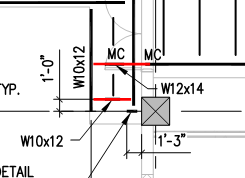 MC MC
1'-0"
W10x12
TYP.
W12x14
W10x12
1'-3"
DETAIL